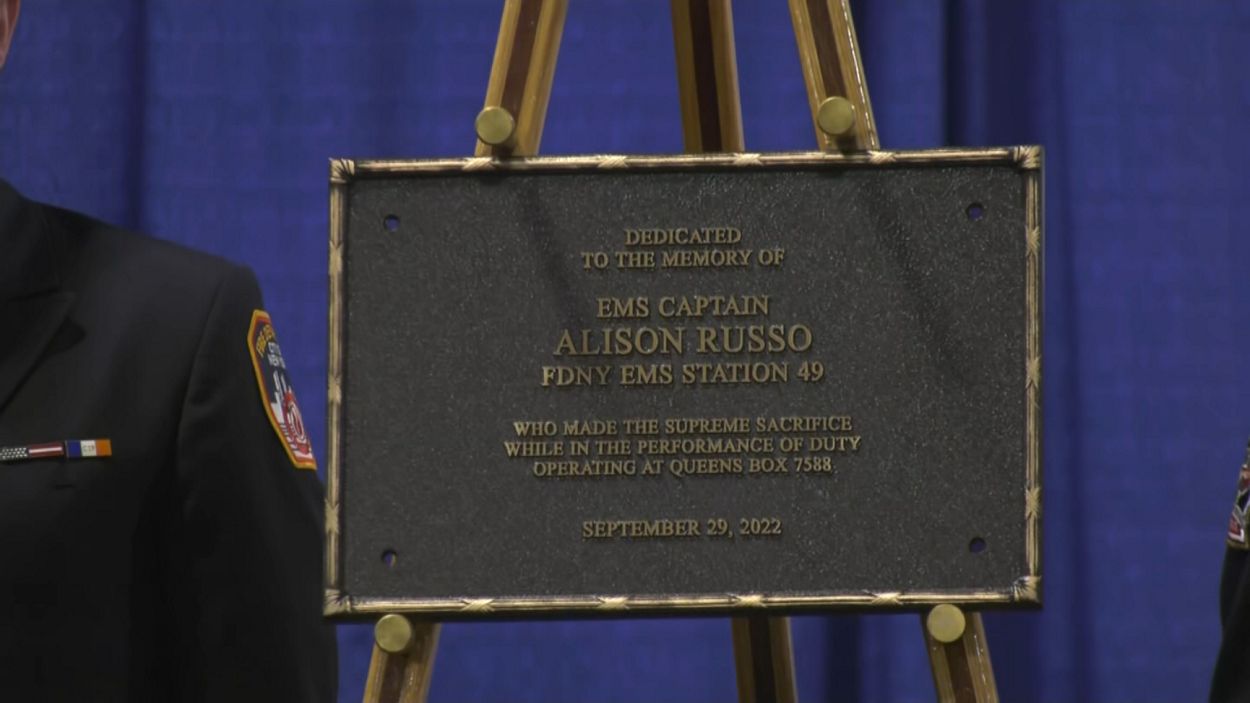 DEDICATED
TO THE MEMORY OF
EMS CAPTAIN
ALISON RUSSO
FDNY EMS STATION 49
WHO MADE THE SUPREME SACRIFICE
WHILE IN THE PERFORMANCE OF DUTY
OPERATING AT QUEENS BOX 7588
SEPTEMBER 29, 2022